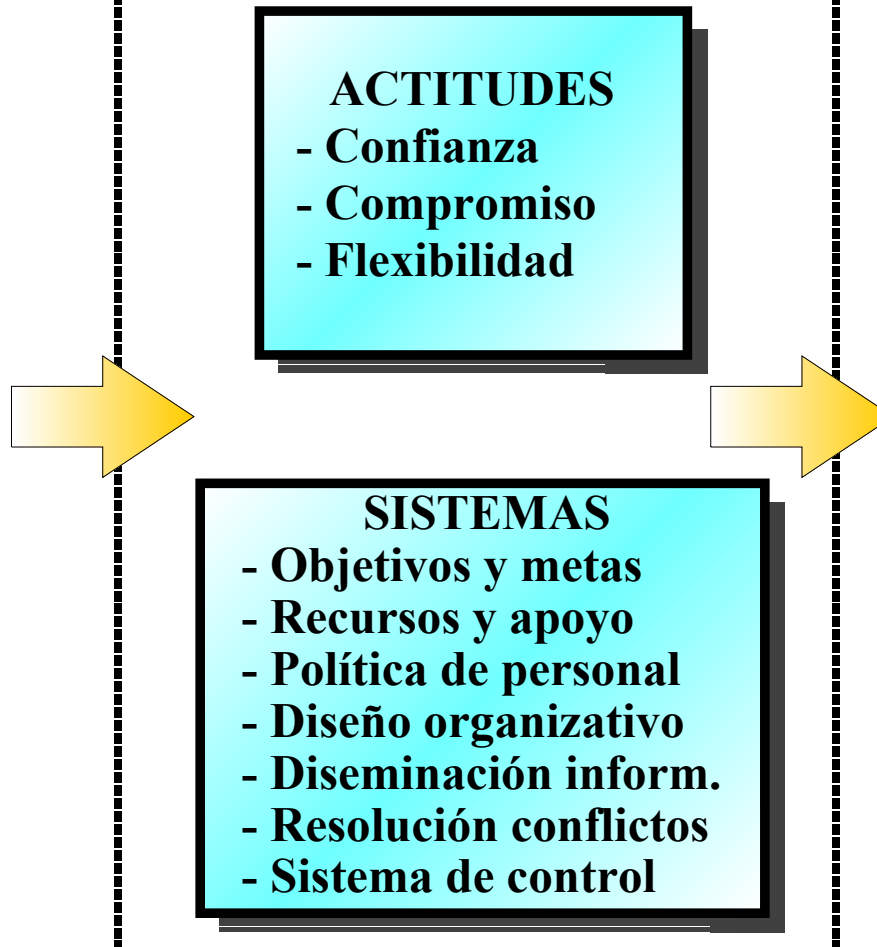 ACTITUDES
- Confianza
- Compromiso
- Flexibilidad
SISTEMAS
- Objetivos y metas
- Recursos y apoyo
- Política de personal
- Diseño organizativo
- Diseminación inform.
- Resolución conflictos
- Sistema de control